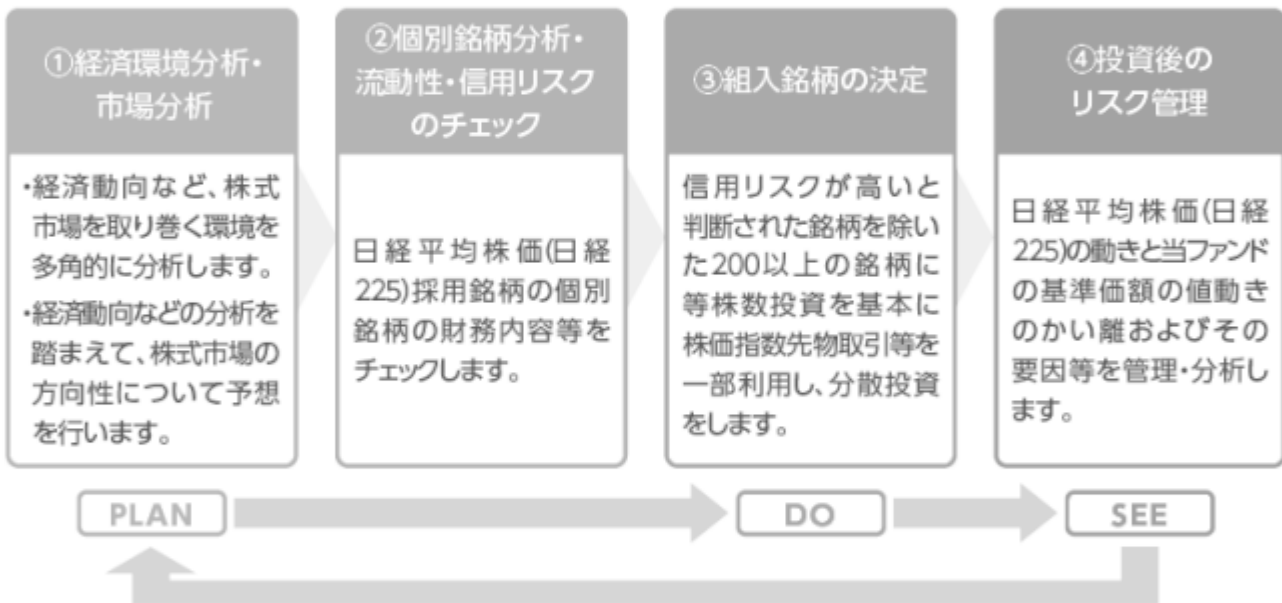 ①経済環境分析・
市場分析
・経済動向など、株式
市場を取り巻く環境を
多角的に分析します。
・経済動向などの分析を
踏まえて、株式市場の
方向性について予想
を行います。
②個別銘柄分析・
流動性・信用リスク
のチェック
日経平均株価(日経
225)採用銘柄の個別
銘柄の財務内容等を
チェックします。
③組入銘柄の決定
信用リスクが高いと
判断された銘柄を除い
た200以上の銘柄に
等株数投資を基本に
株価指数先物取引等を
一部利用し、分散投資
をします。
④投資後の
リスク管理
日経平均株価(日経
225)の動きと当ファンド
の基準価額の値動き
のかい離およびその
要因等を管理・分析し
ます。
PLAN
DO
SEE